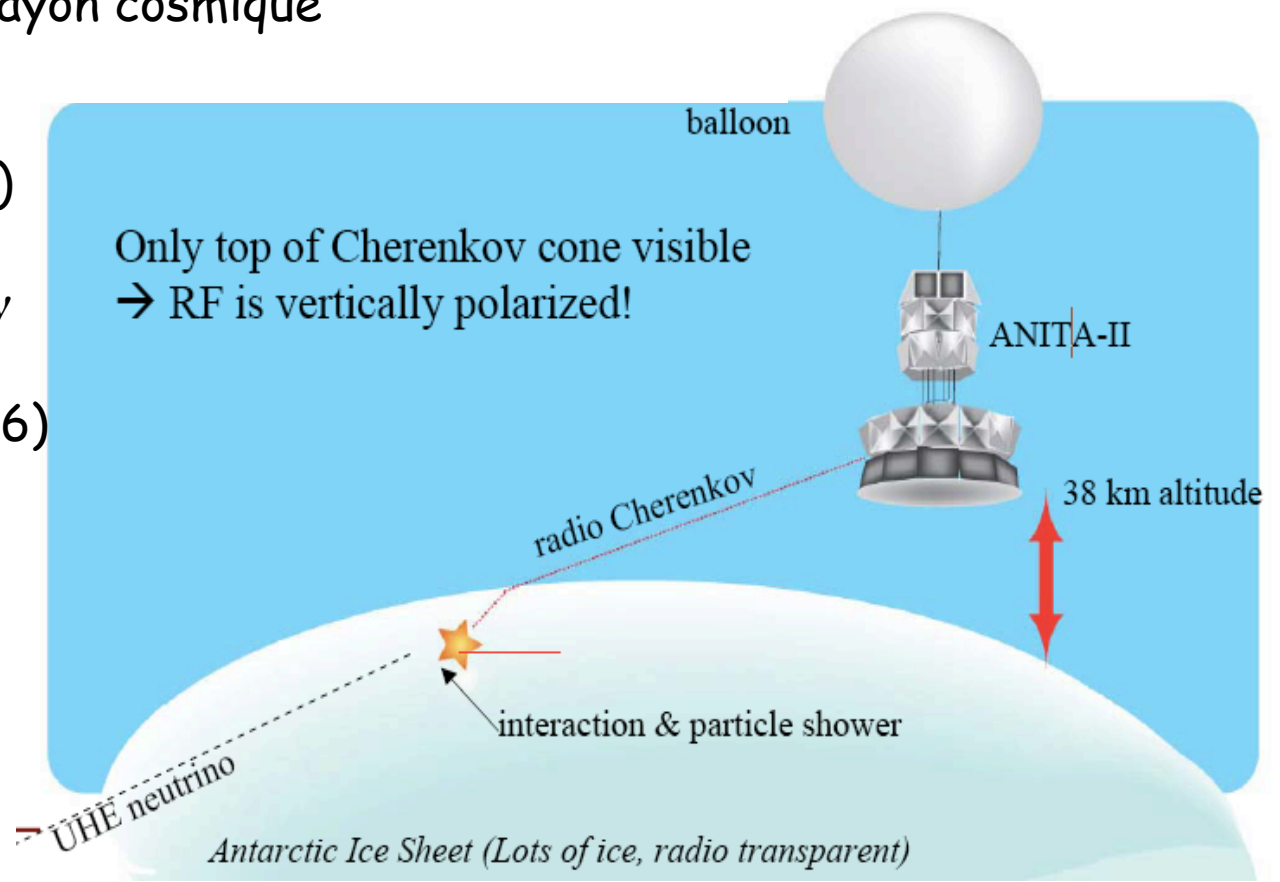 ayon cosmique
balloon
)
Only top of Cherenkov cone visible
→ RF is vertically polarized!
ANITA-II
6)
radio Cherenkov
38 km altitude
interaction & particle shower
UHE neutrino
Antarctic Ice Sheet (Lots of ice, radio transparent)